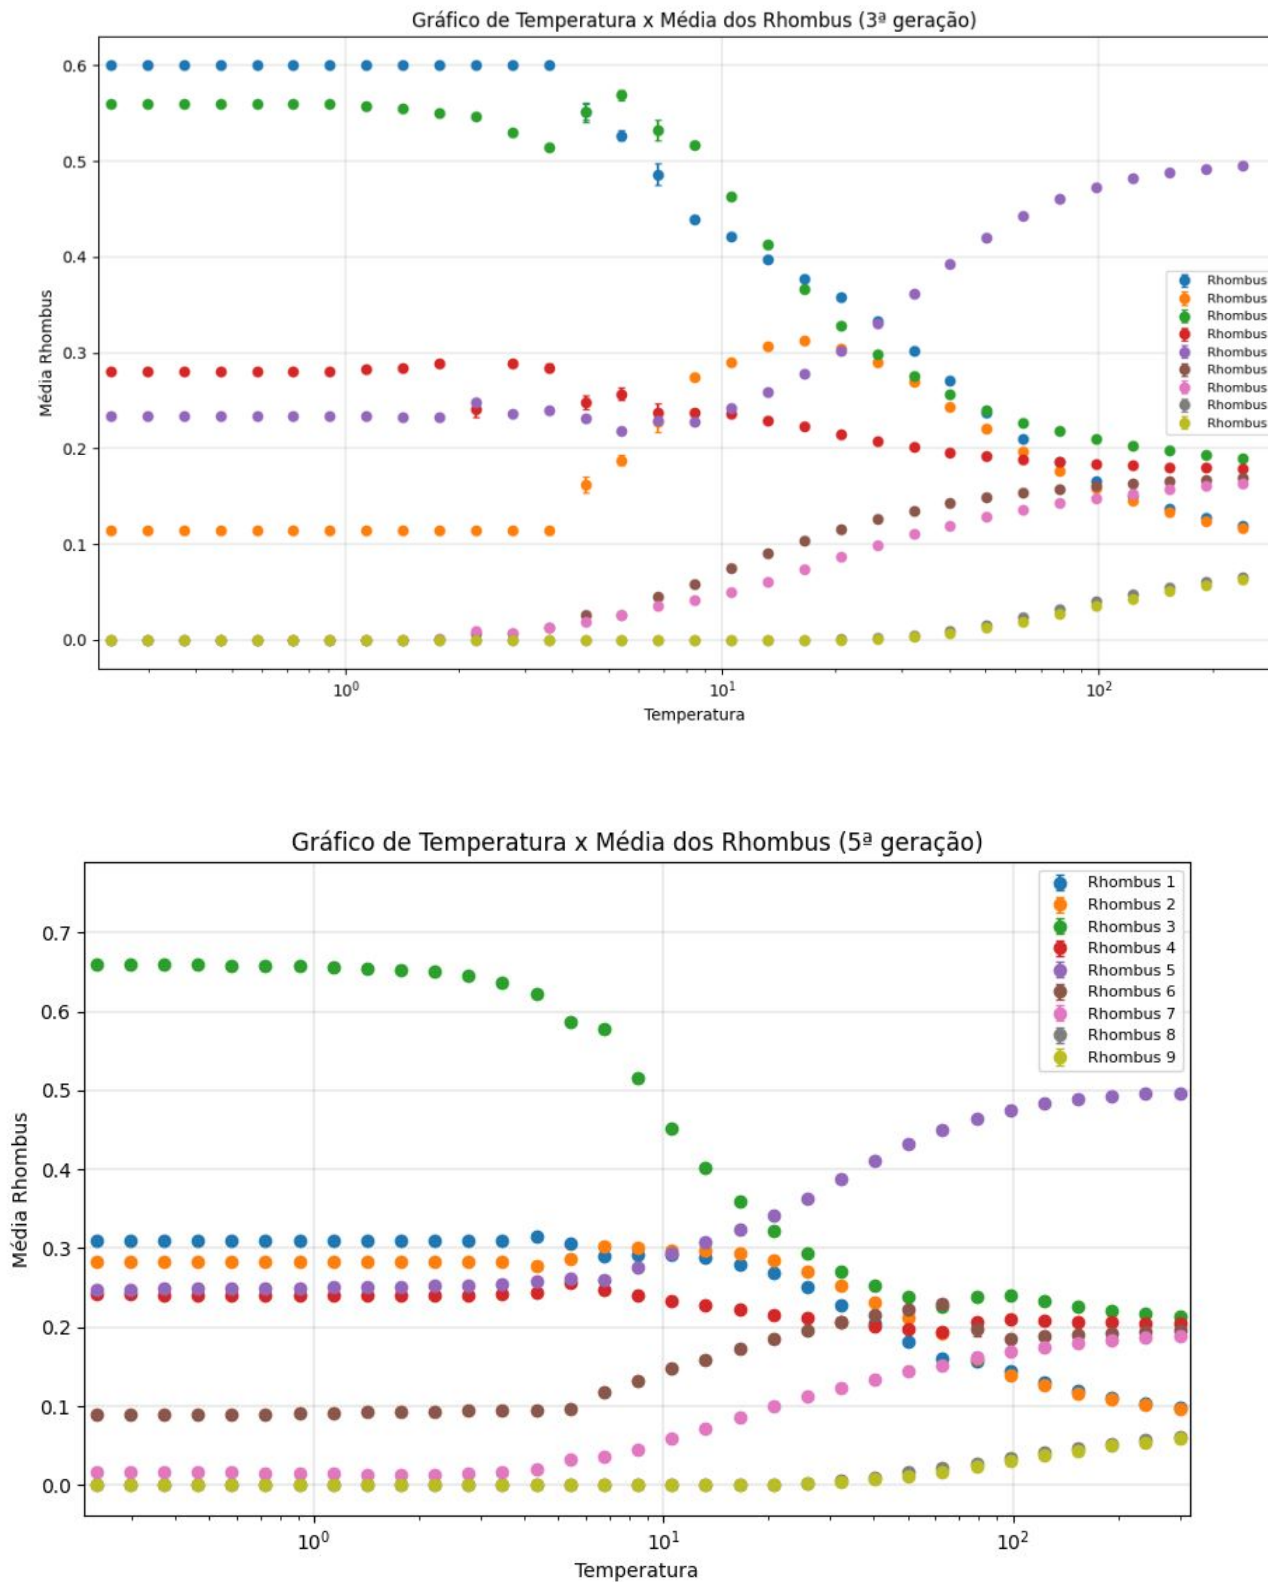 Gráfico de Temperatura x Média dos Rhombus (3ª geração)
Média Rhombus
0.6
0.5
0.4
0.3
0.2
0.1
0.0
Rhombus
Rhombus
Rhombus
Rhombus
Rhombus
Rhombus
Rhombus
Rhombus
Rhombus
10⁰
10¹
10²
Temperatura
Gráfico de Temperatura x Média dos Rhombus (5ª geração)
Média Rhombus
0.7
0.6
0.5
0.4
0.3
0.2
0.1
0.0
Rhombus 1
Rhombus 2
Rhombus 3
Rhombus 4
Rhombus 5
Rhombus 6
Rhombus 7
Rhombus 8
Rhombus 9
10⁰
10¹
10²
Temperatura